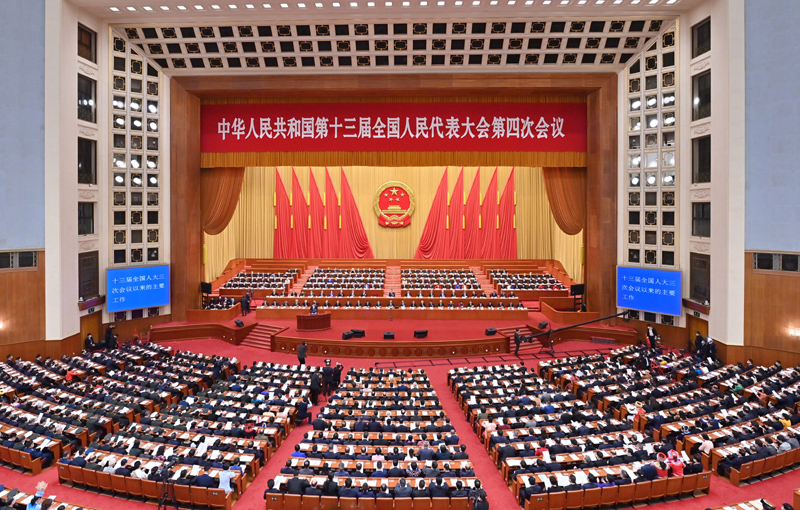 中华人民共和国第十三届全国人民代表大会第四次会议
十三届全国人大三
次会议以来的主要
工作
十三届全国人大三
次会议以来的主要
工作